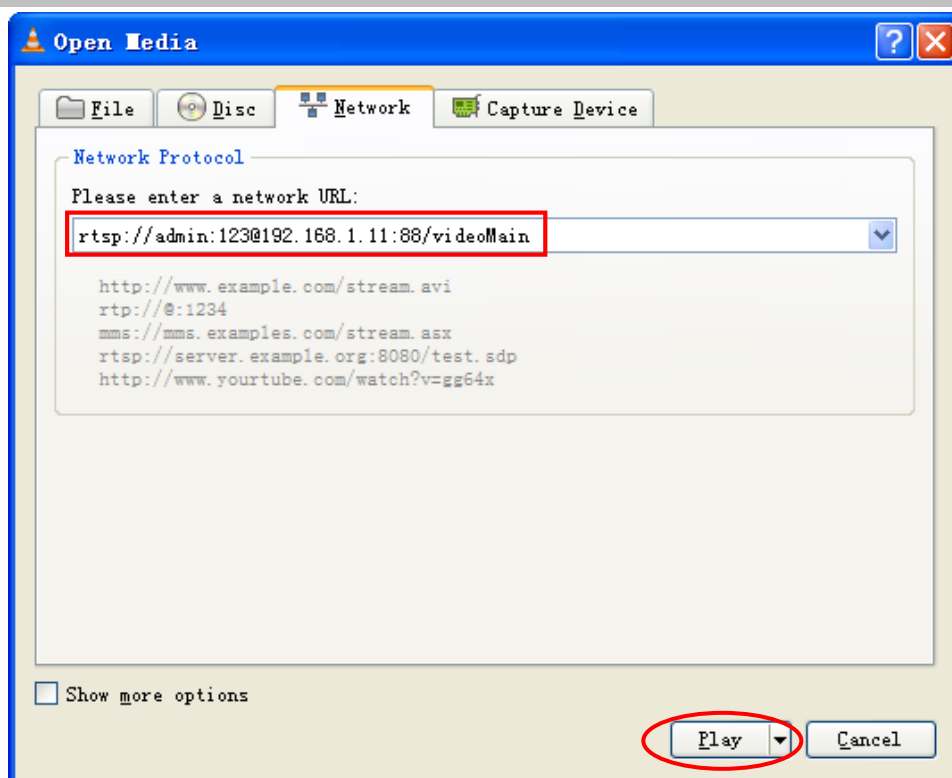 Open Media
File Disc Network Capture Device
Network Protocol
Please enter a network URL:
rtsp://admin:123@192.168.1.11:88/videoMain
http://www.example.com/stream.avi
rtp://@:1234
mms://mms.examples.com/stream.asx
rtsp://server.example.org:8080/test.sdp
http://www.yourtube.com/watch?v=gg64x
Show more options
Play Cancel